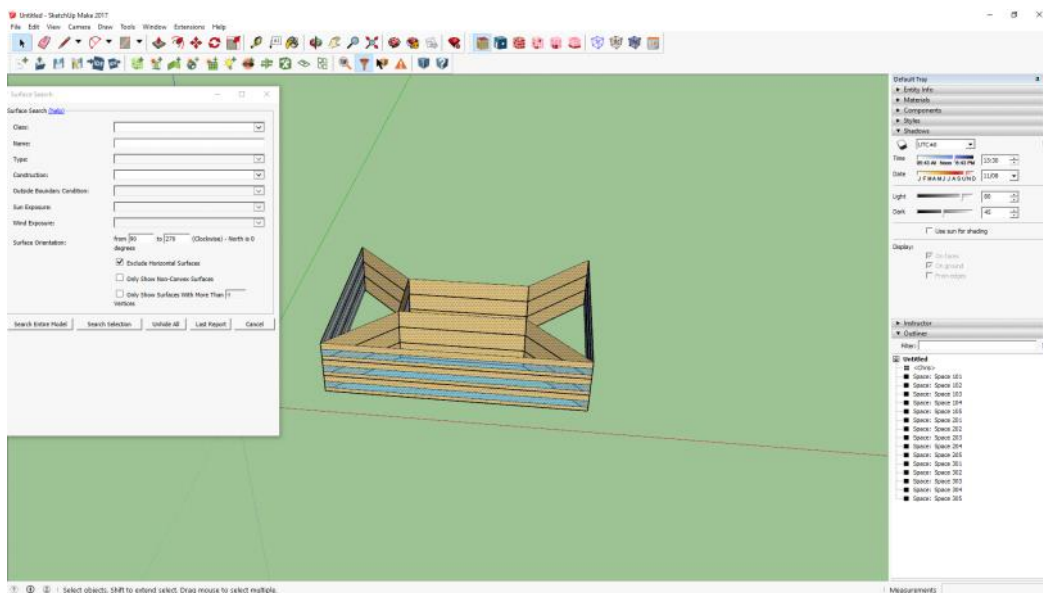 Untitled - SketchUp Make 2017
File Edit View Camera Draw Tools Window Extensions Help
Surface Search
Surface Search (help)
Class:
Name:
Type:
Construction:
Outside Boundary Condition:
Sun Exposure:
Wind Exposure:
Surface Orientation:
from 90 to 270 (Clockwise) - North is 0 degrees
Exclude Horizontal Surfaces
Only Show Non-Convex Surfaces
Only Show Surfaces With More Than
Vertices
Search Entire Model Search Selection Unhide All Last Report Cancel
Default Tray
Entity Info
Materials
Components
Styles
Shadows
Time Noon 13:30
Date J F M A M J J A S O N D 11/08
Light
Dark
Use sun for shading
Display:
On faces
On ground
From edges
Instructor
Outliner
Filter:
Untitled
<Chris>
Space: Space 101
Space: Space 102
Space: Space 103
Space: Space 104
Space: Space 105
Space: Space 201
Space: Space 202
Space: Space 203
Space: Space 204
Space: Space 205
Space: Space 301
Space: Space 302
Space: Space 303
Space: Space 304
Space: Space 305
Select objects. Shift to extend select. Drag mouse to select multiple.
Measurements